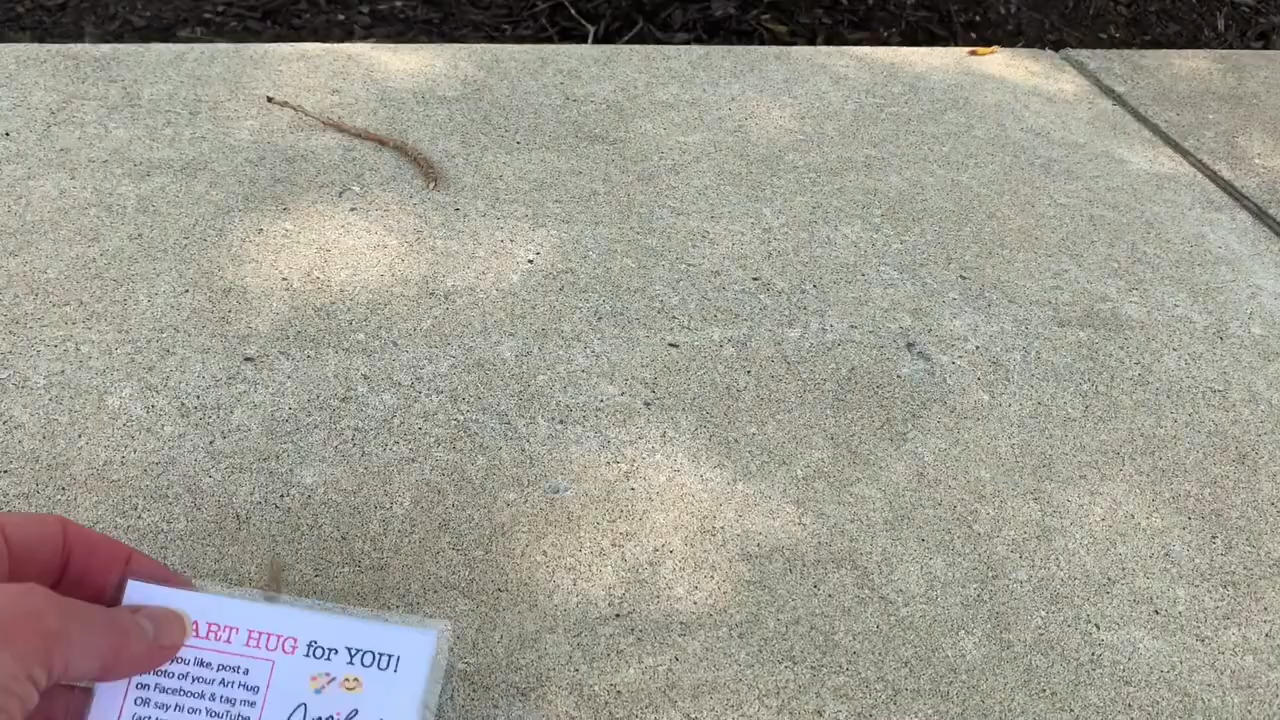 ART HUG for YOU!
you like, post a
photo of your Art Hug
on Facebook & tag me
OR say hi on YouTube